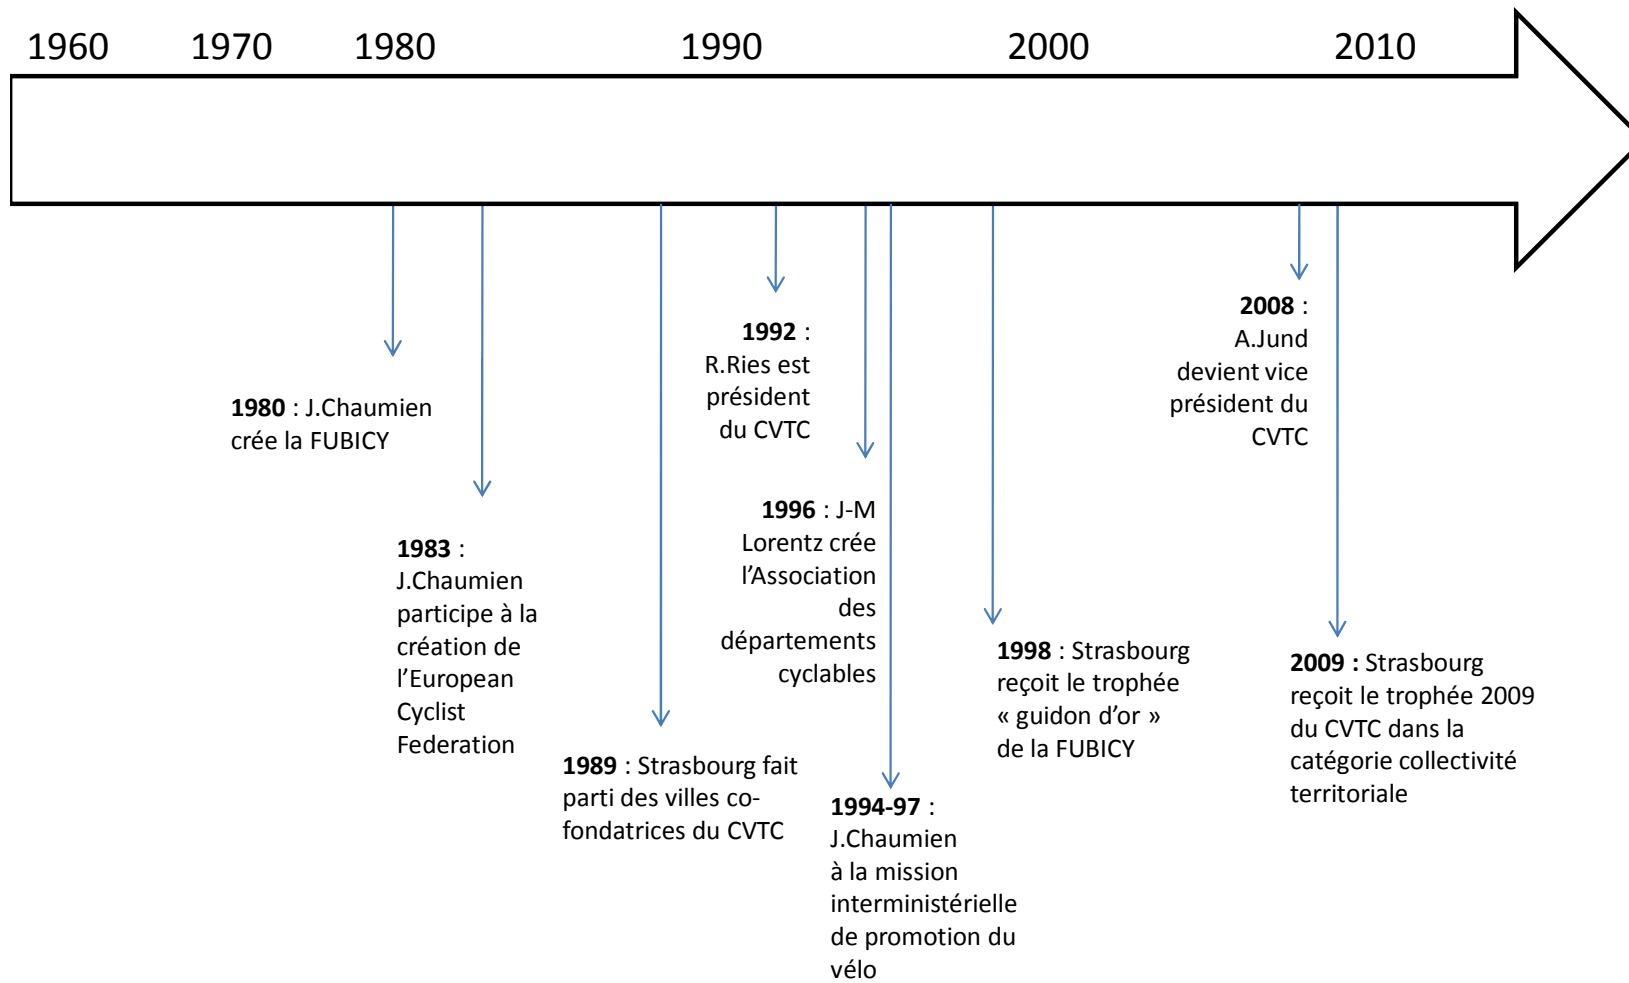 1960 1970 1980 1990 2000 2010
1980 : J.Chaumien
crée la FUBICY
1983 :
J.Chaumien
participe à la
création de
l’European
Cyclist
Federation
1989 : Strasbourg fait
parti des villes co-
fondatrices du CVTC
1992 :
R.Ries est
président
du CVTC
1996 : J-M
Lorentz crée
l’Association
des
départements
cyclables
1994-97 :
J.Chaumien
à la mission
interministérielle
de promotion du
vélo
1998 : Strasbourg
reçoit le trophée
« guidon d’or »
de la FUBICY
2008 :
A.Jund
devient vice
président du
CVTC
2009 : Strasbourg
reçoit le trophée 2009
du CVTC dans la
catégorie collectivité
territoriale